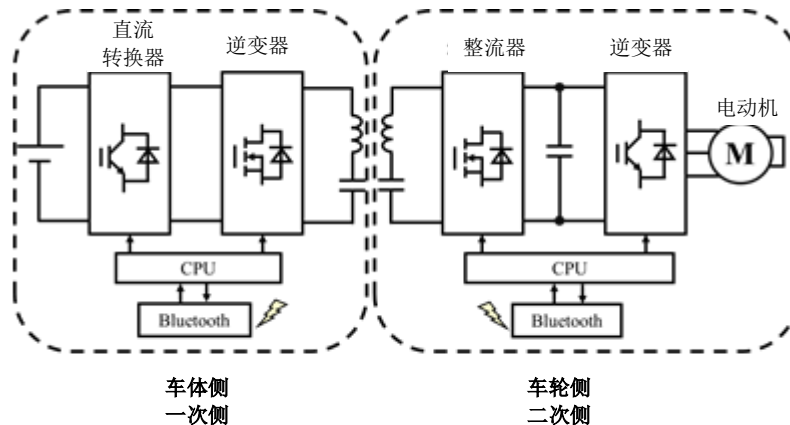 直流
转换器
逆变器
整流器
逆变器
电动机
M
CPU
CPU
Bluetooth
Bluetooth
车体侧
一次侧
车轮侧
二次侧